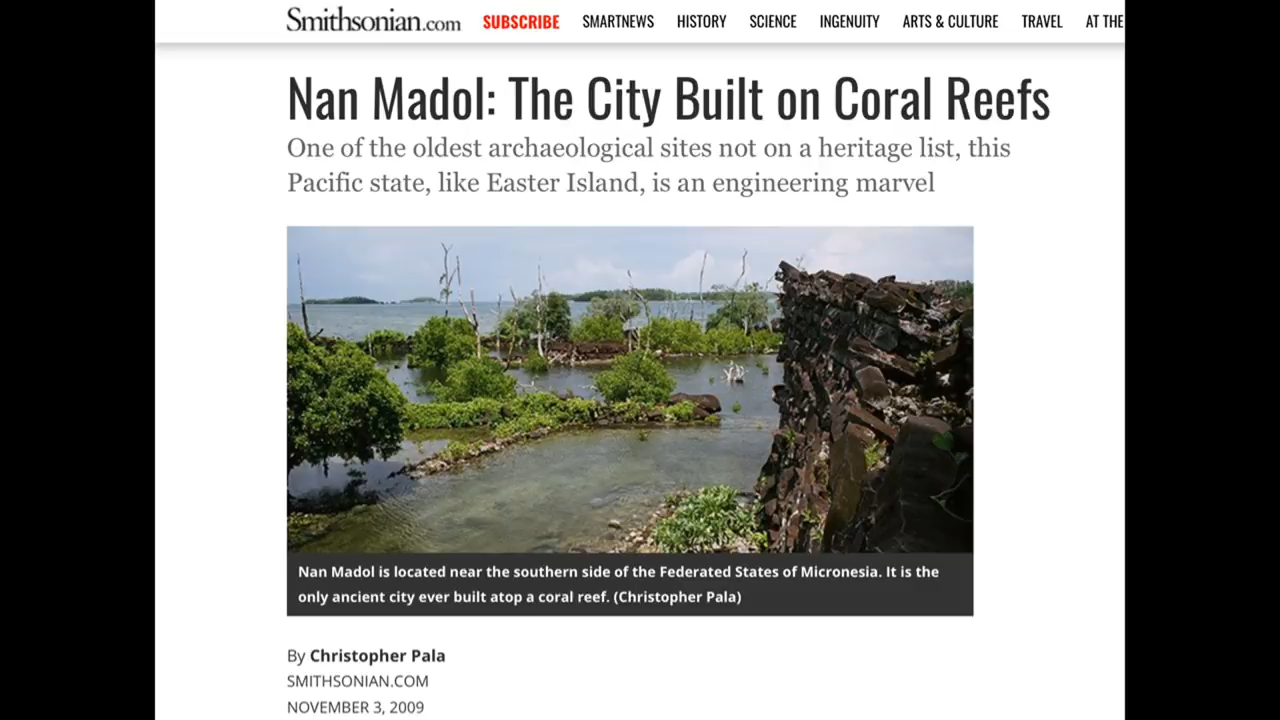 Smithsonian.com SUBSCRIBE SMARTNEWS HISTORY SCIENCE INGENUITY ARTS & CULTURE TRAVEL AT THE
Nan Madol: The City Built on Coral Reefs
One of the oldest archaeological sites not on a heritage list, this
Pacific state, like Easter Island, is an engineering marvel
Nan Madol is located near the southern side of the Federated States of Micronesia. It is the
only ancient city ever built atop a coral reef. (Christopher Pala)
By Christopher Pala
SMITHSONIAN.COM
NOVEMBER 3, 2009